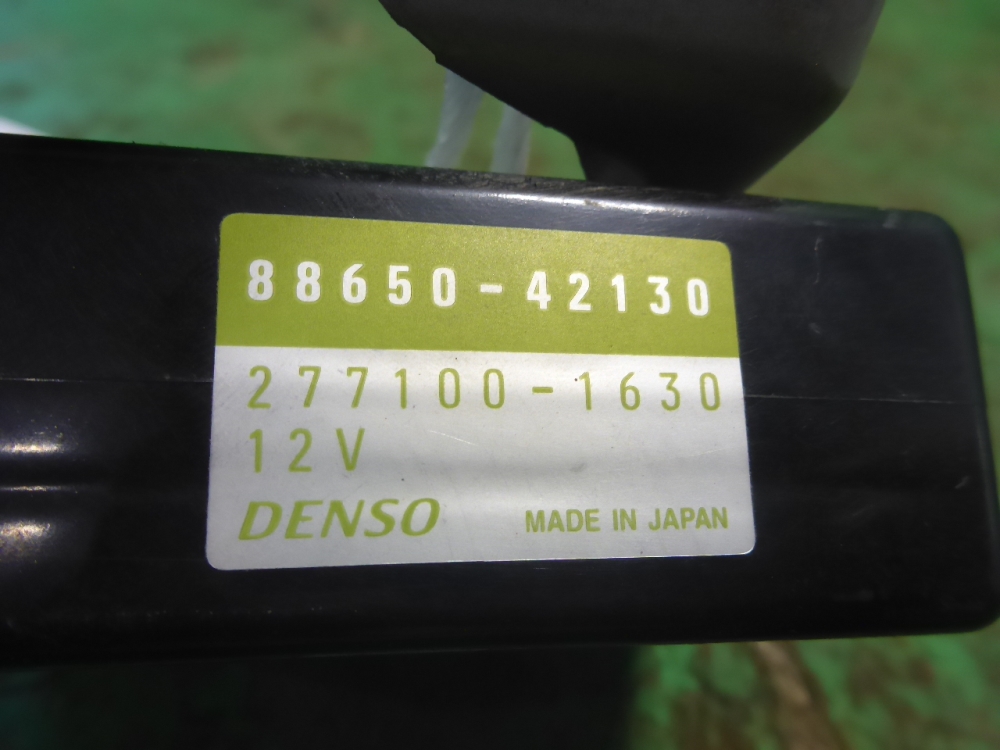 88650-42130
277100-1630
12V
DENSO MADE IN JAPAN